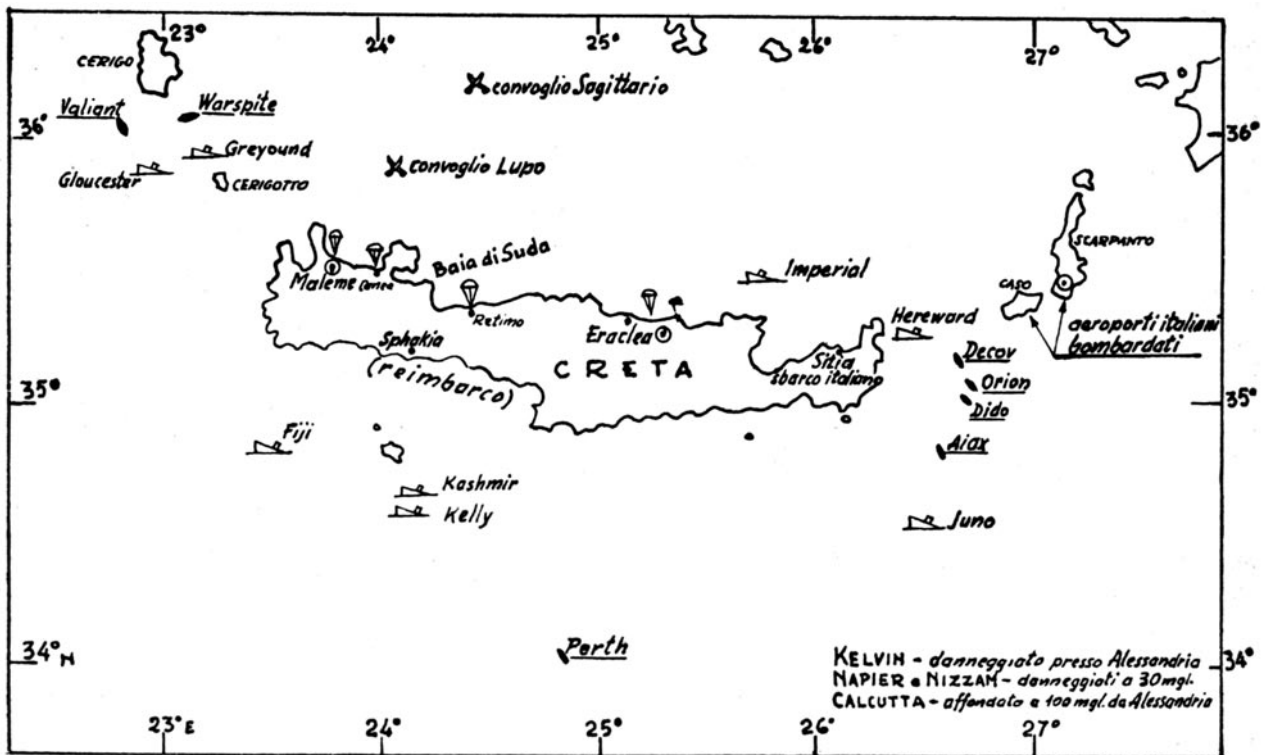 23° 24° 25° 26° 27°
CERIGO
convoglio Sagittario
Valiant
Warspite
36° 36°
Greyound
convoglio Lupo
Gloucester
CERIGOTTO
SCARPANTO
Baia di Suda
Imperial
Maleme Canea
CASO
Retimo
Hereward
Eraclea
aeroporti italiani
bombardati
Sphakia
Decoy
(reimbarco)
CRETA
Sitia
sbarco italiano
Orion
35° 35°
Dido
Fiji
Aiax
Kashmir
Kelly
Juno
34° N 34°
Perth
KELVIN - danneggiato presso Alessandria
NAPIER e NIZZAM - danneggiati a 30 mgl.
CALCUTTA - affondato a 100 mgl. da Alessandria
23° E 24° 25° 26° 27°